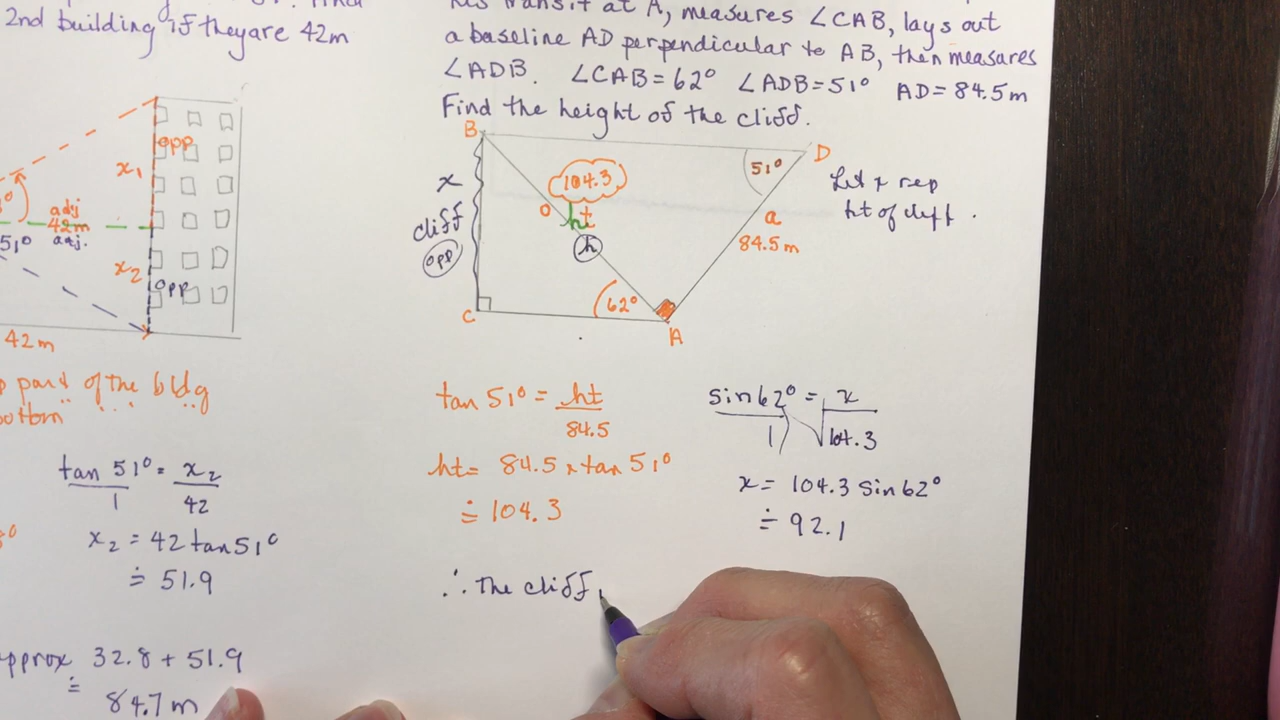 2nd building if they are 42m
his transit at A, measures ∠CAB, lays out
a baseline AD perpendicular to AB, then measures
∠ADB. ∠CAB = 62° ∠ADB = 51° AD = 84.5m
Find the height of the cliff.
opp
x₁
adj
42m
adj.
51°
x₂
opp
42m
part of the bldg
bottom
tan 51° = x₂
1 42
x₂ = 42 tan 51°
≐ 51.9
approx 32.8 + 51.9
≐ 84.7 m
B
D
51°
x
104.3
cliff
o
ht
a
opp
h
84.5 m
62°
C
A
Let x rep
ht of cliff.
tan 51° = ht
84.5
ht = 84.5 x tan 51°
≐ 104.3
sin 62° = x
1 104.3
x = 104.3 sin 62°
≐ 92.1
∴ The cliff